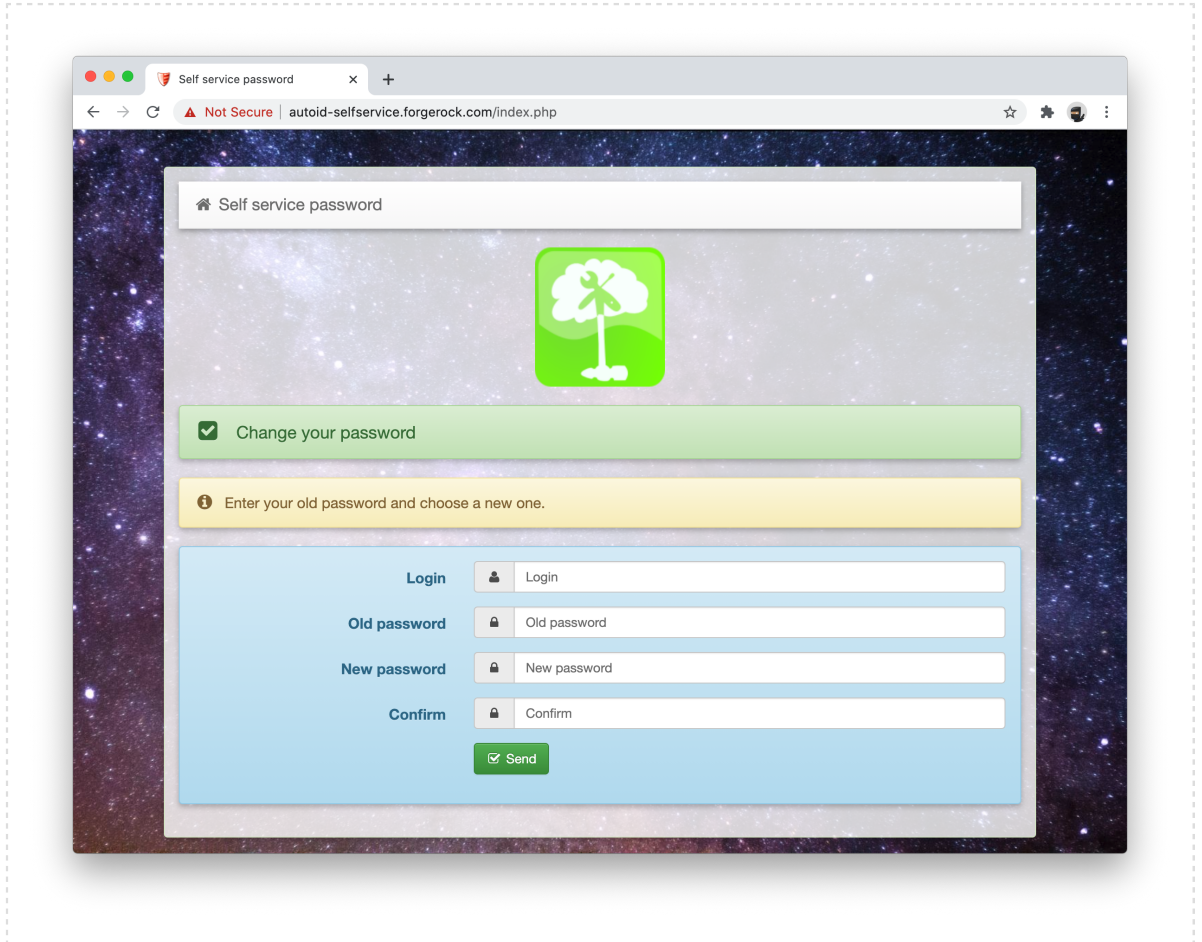 Self service password
Not Secure autoid-selfservice.forgerock.com/index.php
Self service password
Change your password
Enter your old password and choose a new one.
Login Login
Old password Old password
New password New password
Confirm Confirm
Send